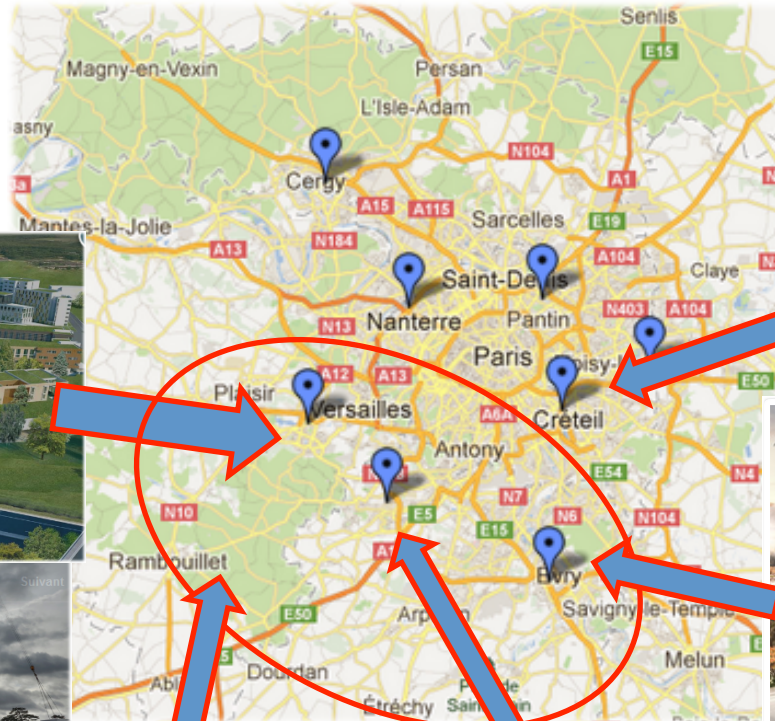 Senlis
E15
Magny-en-Vexin
Persan
L'Isle-Adam
asny
N104
Cergy
A1
A15
A115
Sarcelles
E19
Mantes-la-Jolie
N184
A13
A104
Saint-Denis
Claye
N403
A104
Nanterre
Pantin
N13
Paris
A12
A13
E50
Plaisir
Versailles
A6A
Créteil
Antony
E54
N4
N7
N10
E5
E15
N6
N104
Rambouillet
Evry
Suivant
E50
Savigny-le-Temple
Dourdan
Melun
Étréchy